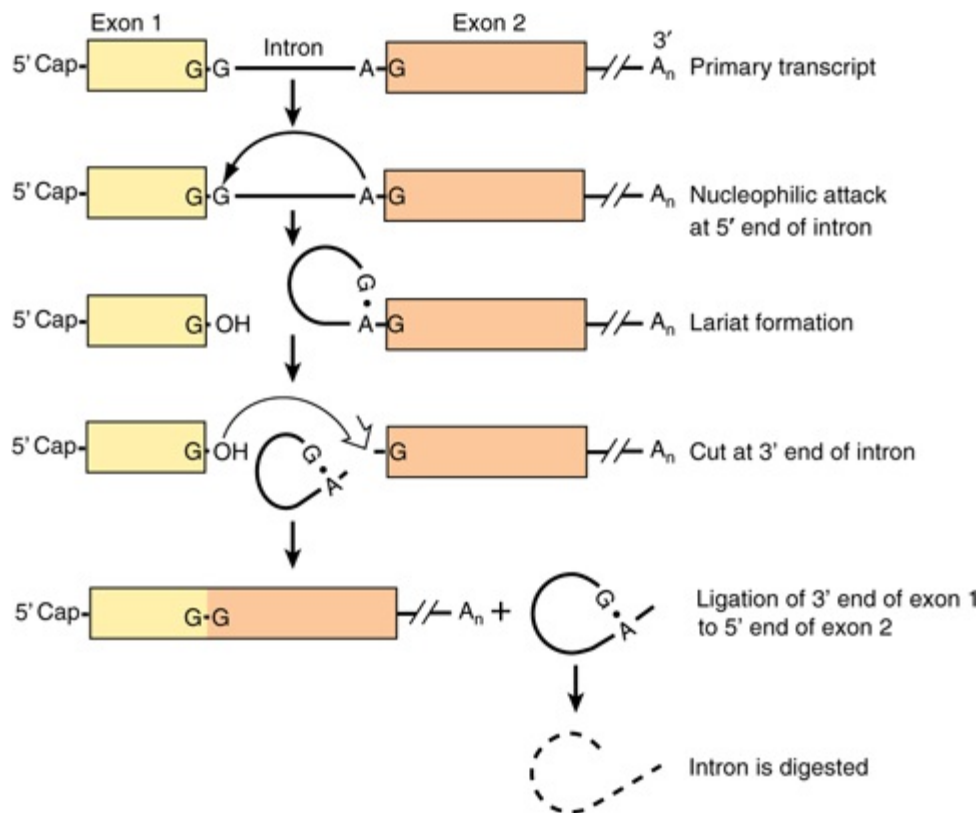 Exon 1 Intron Exon 2 3′
5' Cap G-G A-G An Primary transcript
5' Cap G-G A-G An Nucleophilic attack
at 5′ end of intron
G
5' Cap G-OH A-G An Lariat formation
5' Cap G-OH G A G An Cut at 3' end of intron
5' Cap G-G An + G A Ligation of 3' end of exon 1
to 5' end of exon 2
Intron is digested